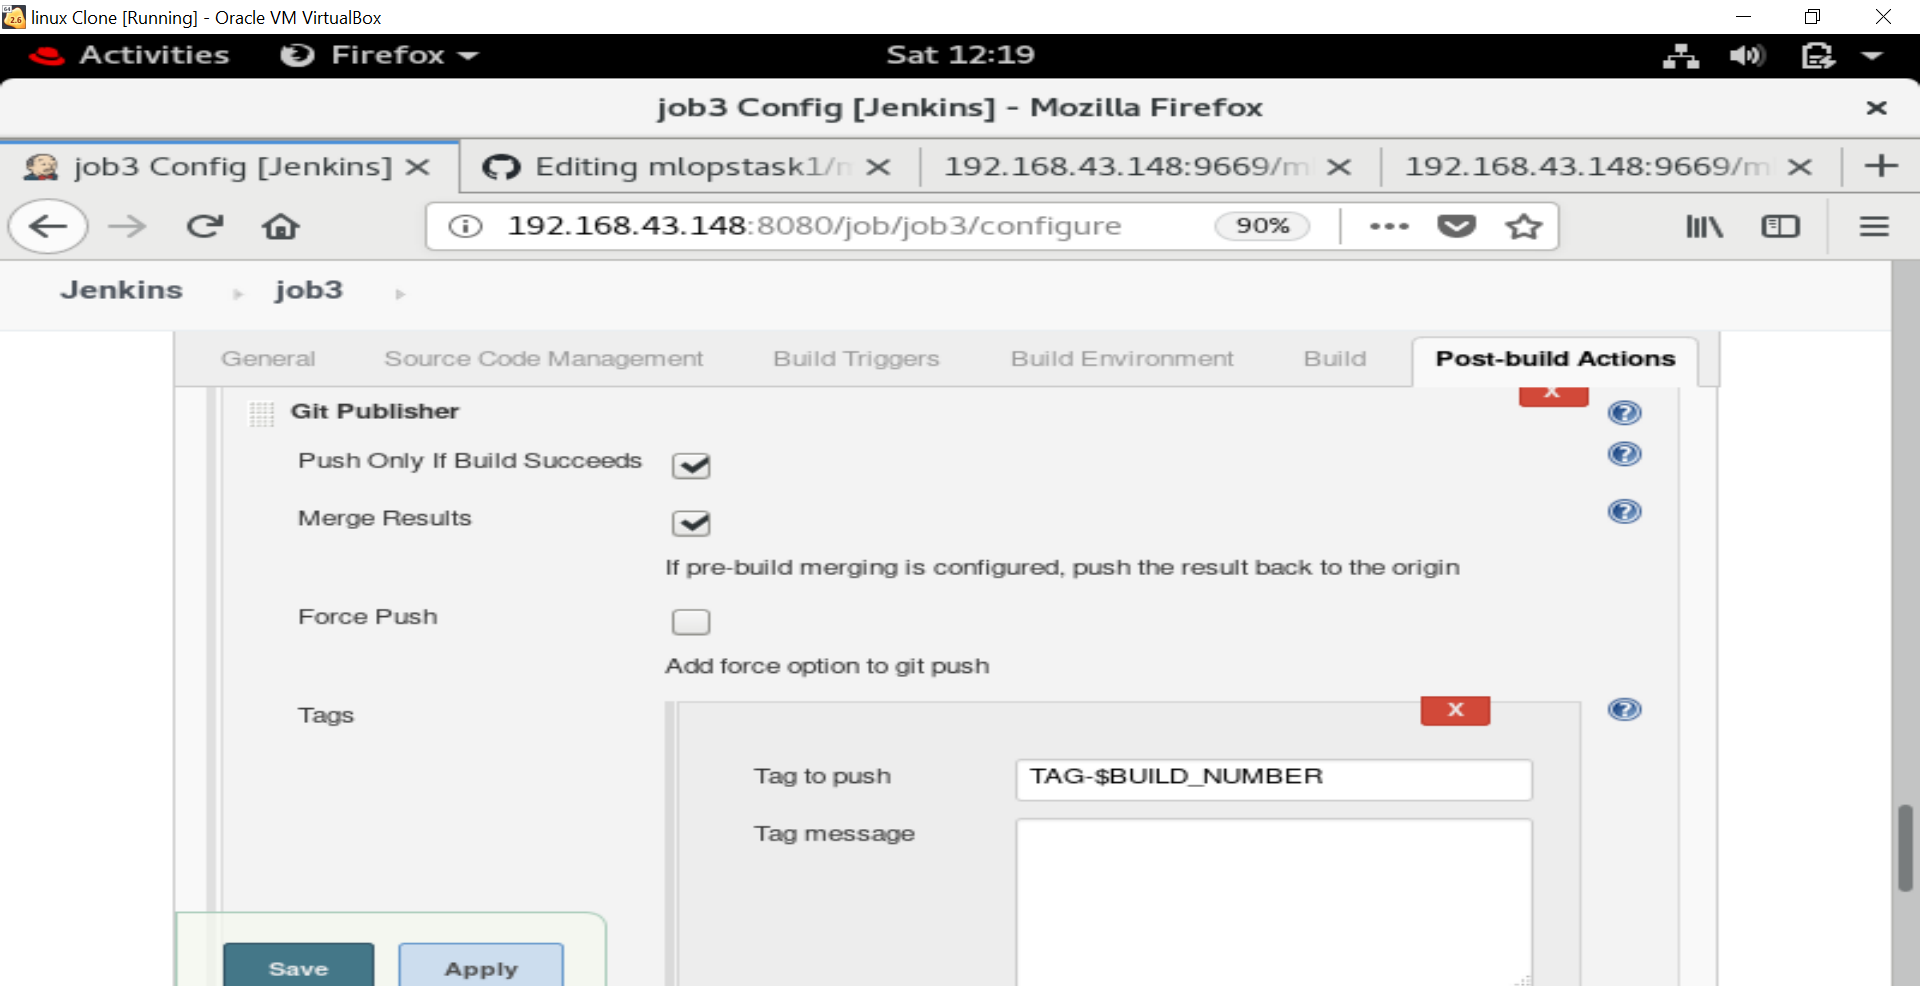 linux Clone [Running] - Oracle VM VirtualBox
Activities Firefox Sat 12:19
job3 Config [Jenkins] - Mozilla Firefox
job3 Config [Jenkins] Editing mlopstask1/ 192.168.43.148:9669/m 192.168.43.148:9669/m
192.168.43.148:8080/job/job3/configure 90%
Jenkins job3
General Source Code Management Build Triggers Build Environment Build Post-build Actions
Git Publisher X
Push Only If Build Succeeds
Merge Results
If pre-build merging is configured, push the result back to the origin
Force Push
Add force option to git push
Tags X
Tag to push TAG-$BUILD_NUMBER
Tag message
Save Apply